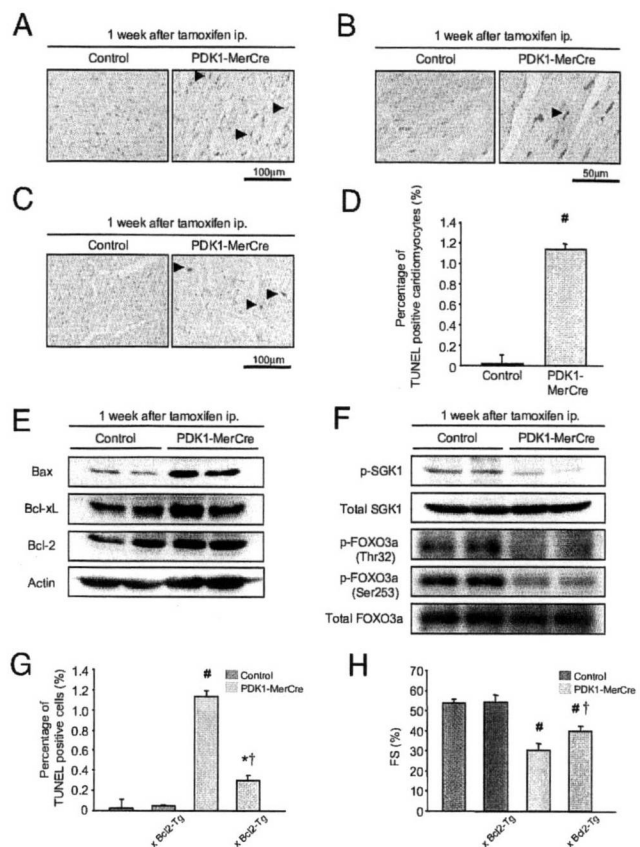 A
1 week after tamoxifen ip.
Control PDK1-MerCre
100μm
B
1 week after tamoxifen ip.
Control PDK1-MerCre
50μm
C
1 week after tamoxifen ip.
Control PDK1-MerCre
100μm
D
Percentage of
TUNEL positive caridiomyocytes (%)
1.4
1.2
1.0
0.8
0.6
0.4
0.2
0
#
Control PDK1-
MerCre
E
1 week after tamoxifen ip.
Control PDK1-MerCre
Bax
Bcl-xL
Bcl-2
Actin
F
1 week after tamoxifen ip.
Control PDK1-MerCre
p-SGK1
Total SGK1
p-FOXO3a
(Thr32)
p-FOXO3a
(Ser253)
Total FOXO3a
G
Percentage of
TUNEL positive cells (%)
1.4
1.2
1.0
0.8
0.6
0.4
0.2
0.0
#
*†
Control
PDK1-MerCre
x Bcl2-Tg
x Bcl2-Tg
H
FS (%)
70
60
50
40
30
20
10
0
#
# †
Control
PDK1-MerCre
x Bcl2-Tg
x Bcl2-Tg